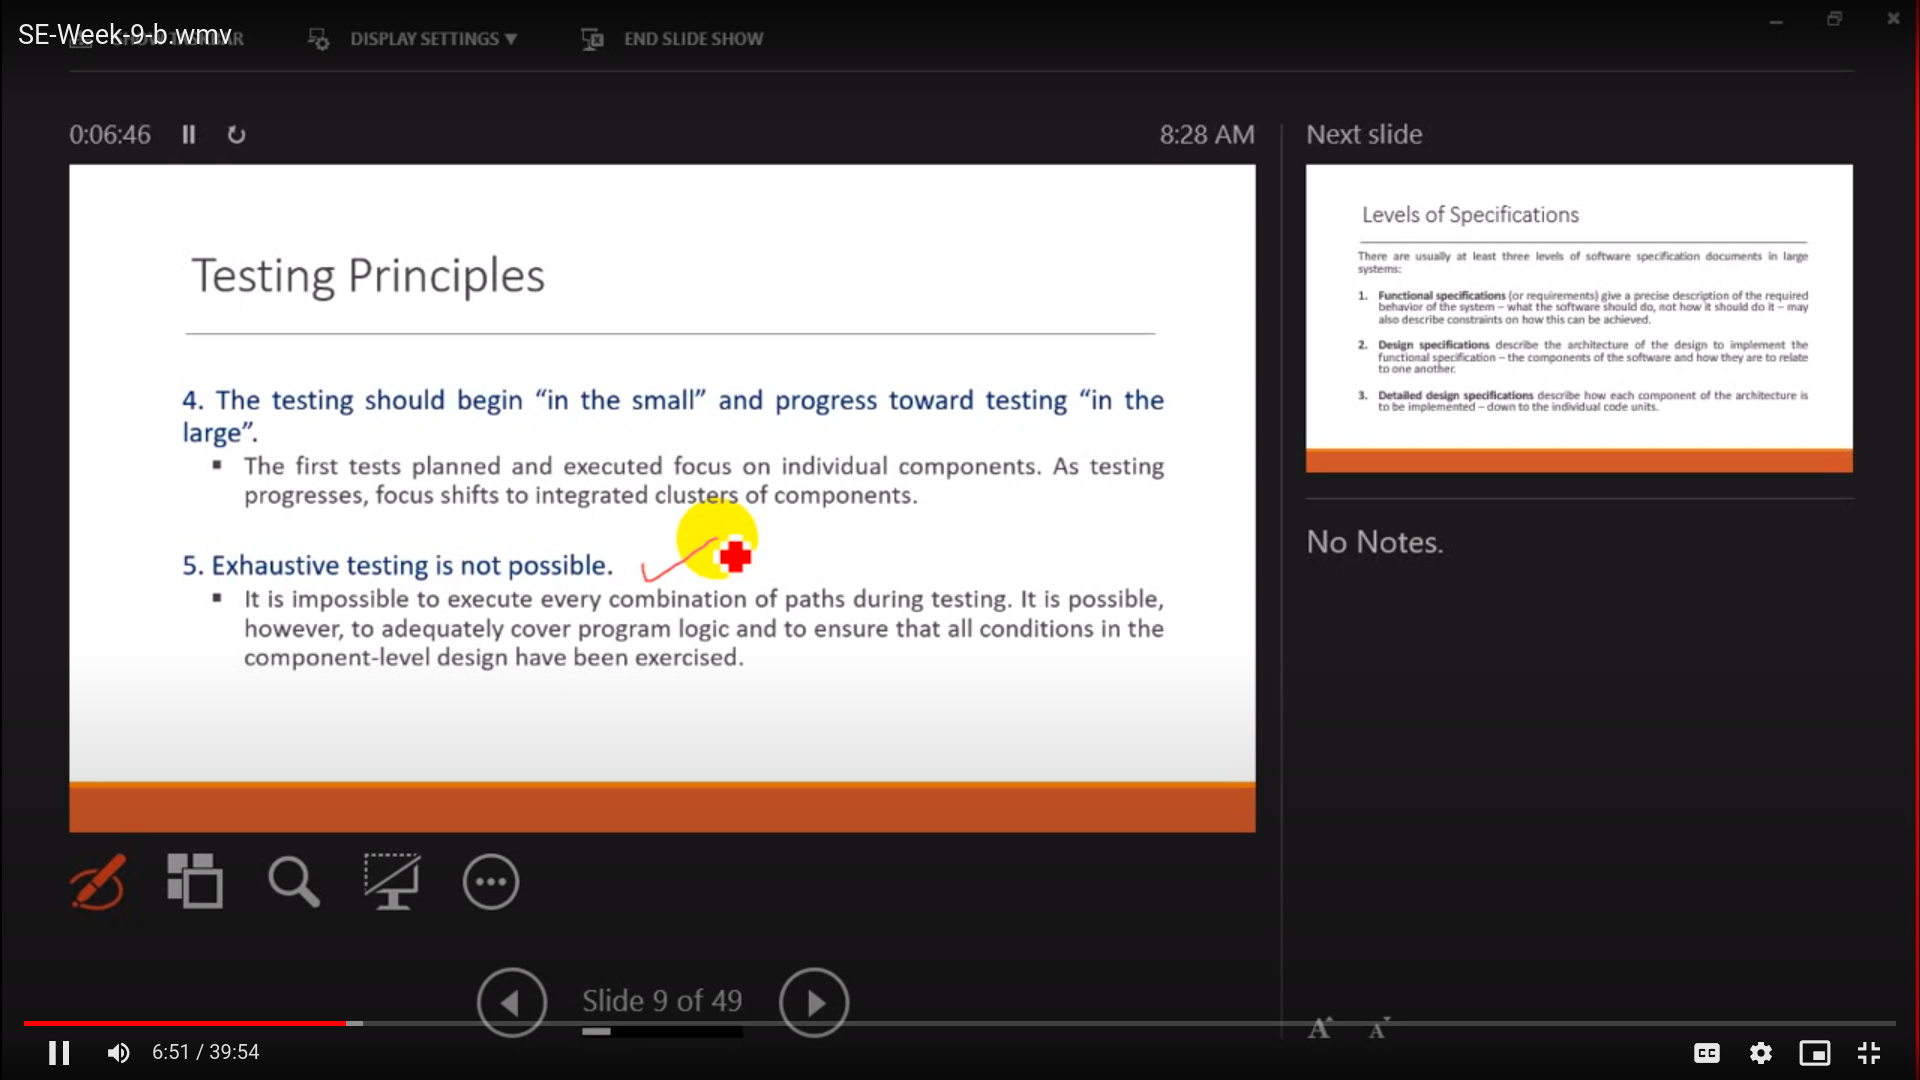 SE-Week-9-b.wmv
DISPLAY SETTINGS ▼
END SLIDE SHOW
0:06:46
8:28 AM
Testing Principles
4. The testing should begin “in the small” and progress toward testing “in the
large”.
▪ The first tests planned and executed focus on individual components. As testing
progresses, focus shifts to integrated clusters of components.
5. Exhaustive testing is not possible.
▪ It is impossible to execute every combination of paths during testing. It is possible,
however, to adequately cover program logic and to ensure that all conditions in the
component-level design have been exercised.
Slide 9 of 49
Next slide
Levels of Specifications
There are usually at least three levels of software specification documents in large
systems:
1. Functional specifications (or requirements) give a precise description of the required
behavior of the system – what the software should do, not how it should do it – may
also describe constraints on how this can be achieved.
2. Design specifications describe the architecture of the design to implement the
functional specification – the components of the software and how they are to relate
to one another.
3. Detailed design specifications describe how each component of the architecture is
to be implemented – down to the individual code units.
No Notes.
A A
6:51 / 39:54
CC